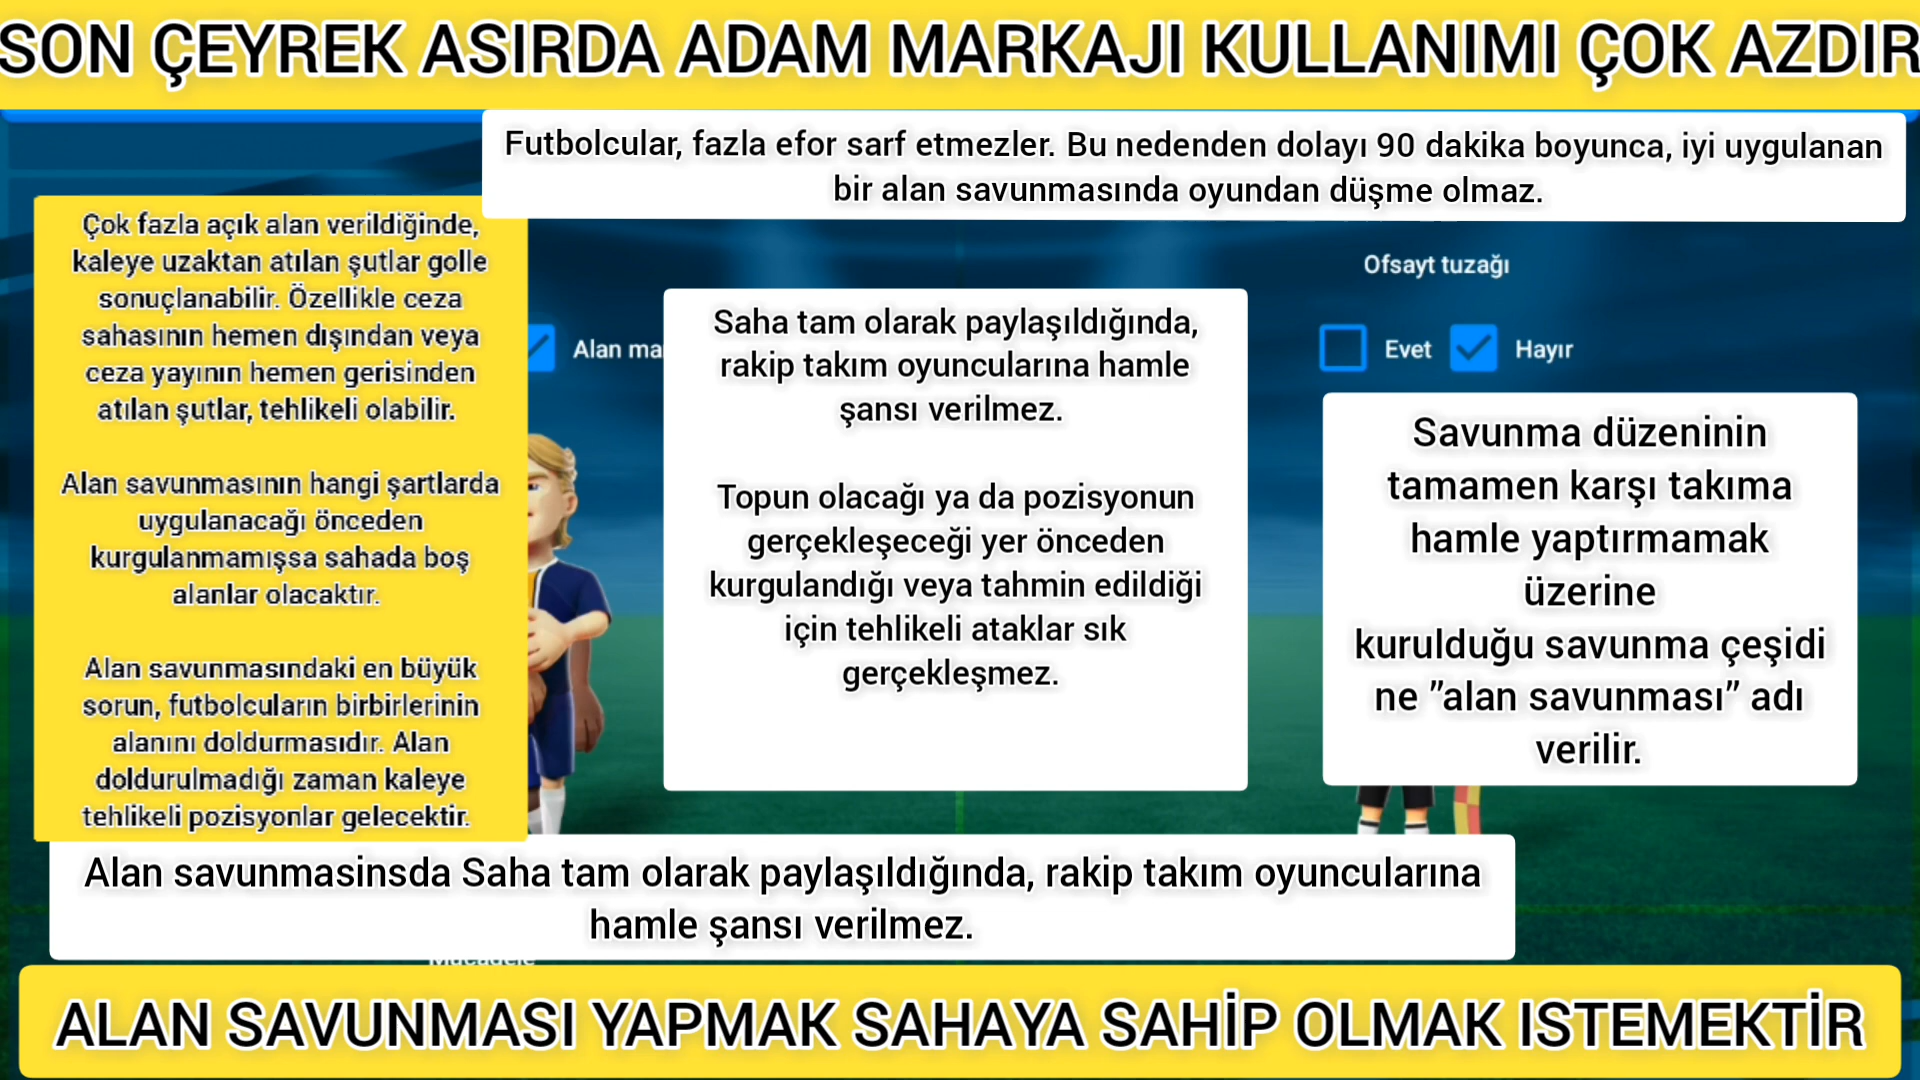 SON ÇEYREK ASIRDA ADAM MARKAJI KULLANIMI ÇOK AZDIR
Futbolcular, fazla efor sarf etmezler. Bu nedenden dolayı 90 dakika boyunca, iyi uygulanan
bir alan savunmasında oyundan düşme olmaz.
Çok fazla açık alan verildiğinde,
kaleye uzaktan atılan şutlar golle
sonuçlanabilir. Özellikle ceza
sahasının hemen dışından veya
ceza yayının hemen gerisinden
atılan şutlar, tehlikeli olabilir.
Alan savunmasının hangi şartlarda
uygulanacağı önceden
kurgulanmamışsa sahada boş
alanlar olacaktır.
Alan savunmasındaki en büyük
sorun, futbolcuların birbirlerinin
alanını doldurmasıdır. Alan
doldurulmadığı zaman kaleye
tehlikeli pozisyonlar gelecektir.
Alan ma
Saha tam olarak paylaşıldığında,
rakip takım oyuncularına hamle
şansı verilmez.
Topun olacağı ya da pozisyonun
gerçekleşeceği yer önceden
kurgulandığı veya tahmin edildiği
için tehlikeli ataklar sık
gerçekleşmez.
Ofsayt tuzağı
Evet Hayır
Savunma düzeninin
tamamen karşı takıma
hamle yaptırmamak
üzerine
kurulduğu savunma çeşidi
ne ”alan savunması” adı
verilir.
Alan savunmasinsda Saha tam olarak paylaşıldığında, rakip takım oyuncularına
hamle şansı verilmez.
Mücadele
ALAN SAVUNMASI YAPMAK SAHAYA SAHİP OLMAK ISTEMEKTİR